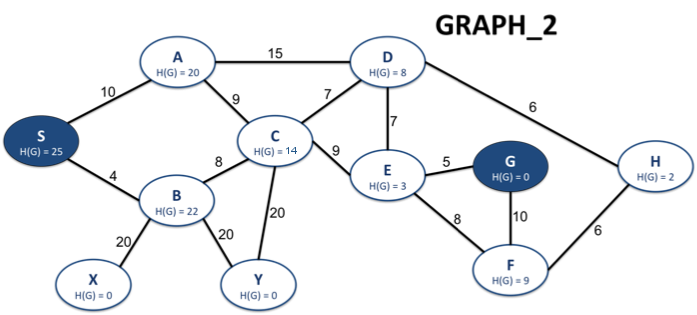 GRAPH_2
A
H(G) = 20
15
D
H(G) = 8
10
9
7
6
S
H(G) = 25
C
H(G) = 14
7
4
8
9
E
H(G) = 3
5
G
H(G) = 0
H
H(G) = 2
B
H(G) = 22
20
20
20
8
10
6
X
H(G) = 0
Y
H(G) = 0
F
H(G) = 9